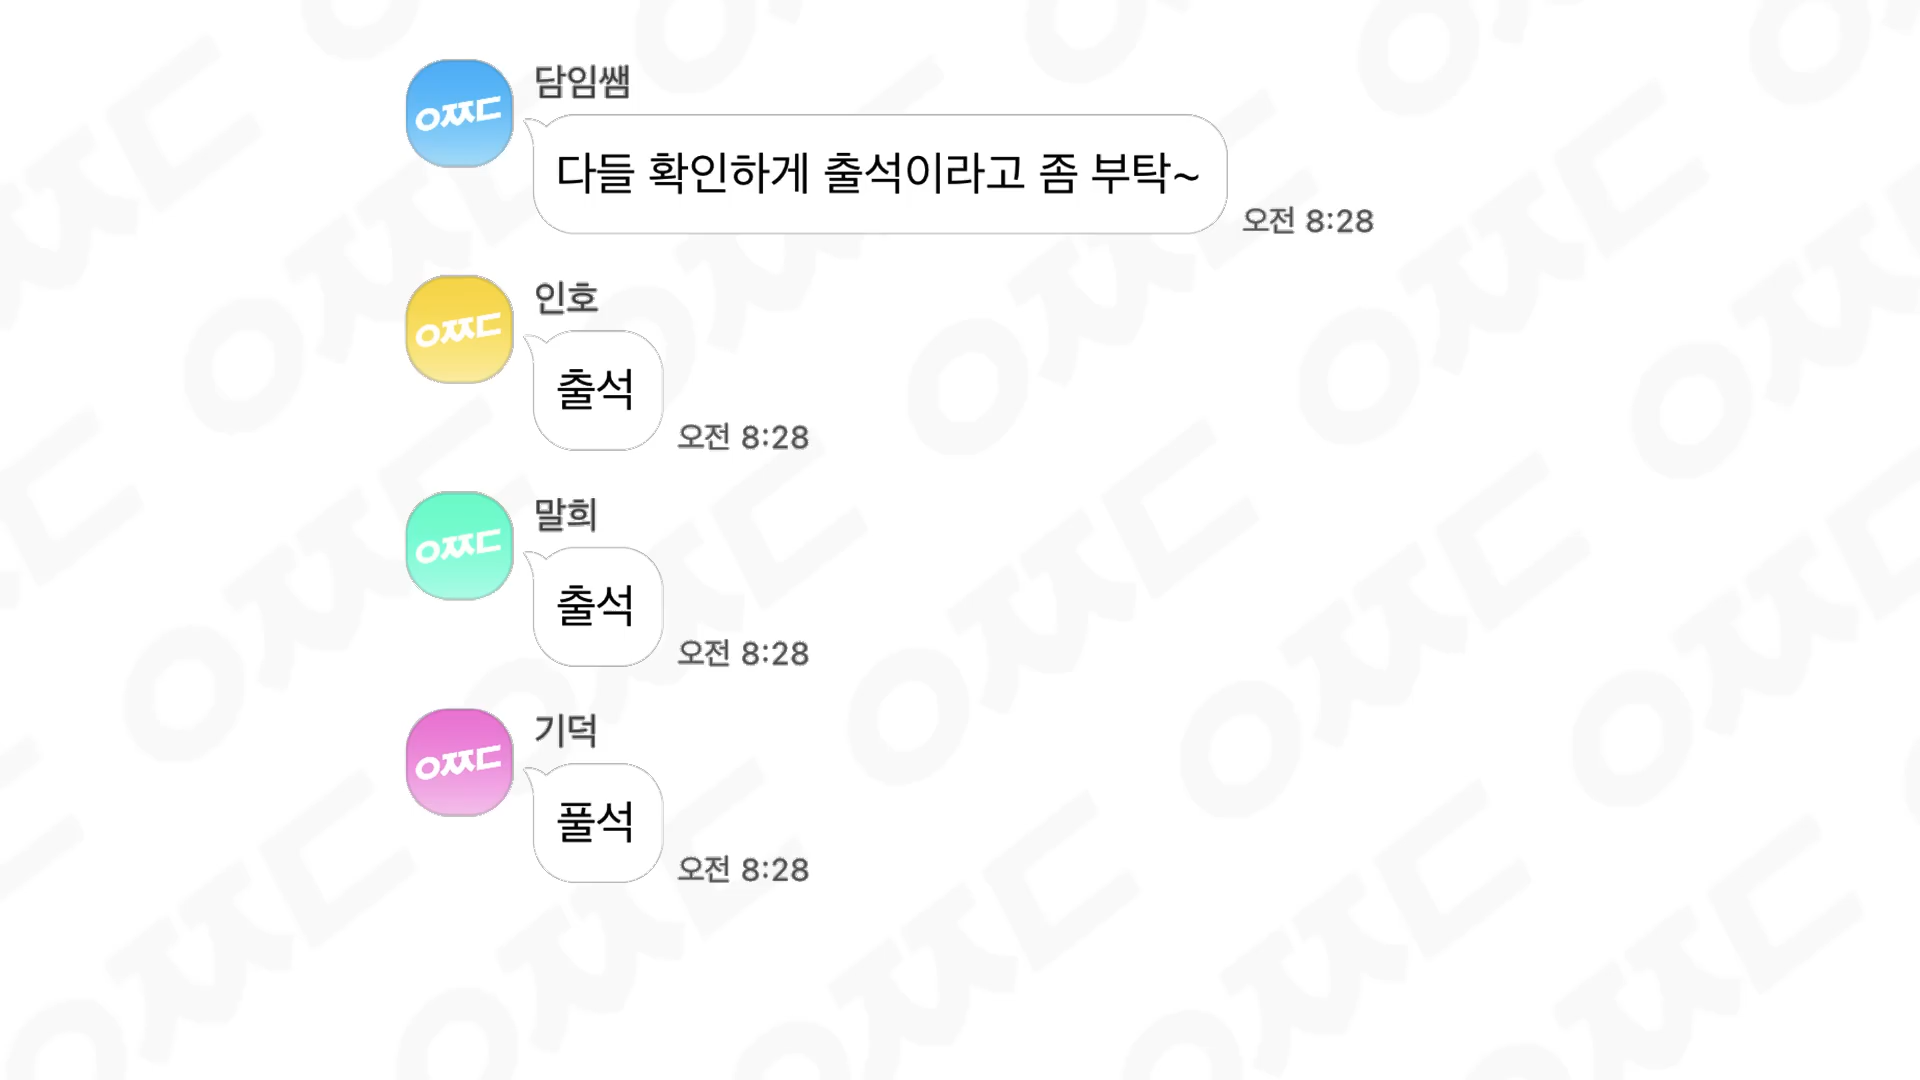 담임쌤
다들 확인하게 출석이라고 좀 부탁~
오전 8:28
인호
출석
오전 8:28
말희
출석
오전 8:28
기덕
풀석
오전 8:28